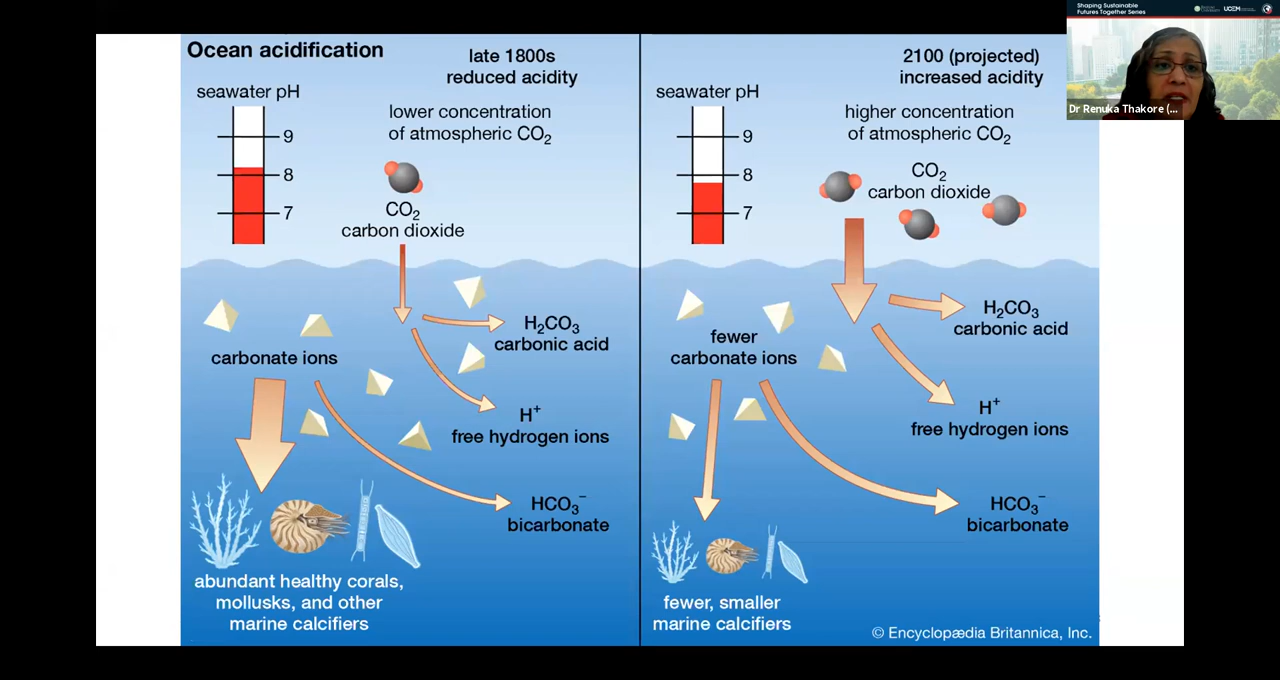 Shaping Sustainable
Futures Together Series
UCEM
Dr Renuka Thakore (...
Ocean acidification
late 1800s
reduced acidity
seawater pH
9
8
7
lower concentration
of atmospheric CO₂
CO₂
carbon dioxide
carbonate ions
H₂CO₃
carbonic acid
H⁺
free hydrogen ions
HCO₃⁻
bicarbonate
abundant healthy corals,
mollusks, and other
marine calcifiers
2100 (projected)
increased acidity
seawater pH
9
8
7
higher concentration
of atmospheric CO₂
CO₂
carbon dioxide
fewer
carbonate ions
H₂CO₃
carbonic acid
H⁺
free hydrogen ions
HCO₃⁻
bicarbonate
fewer, smaller
marine calcifiers
© Encyclopædia Britannica, Inc.